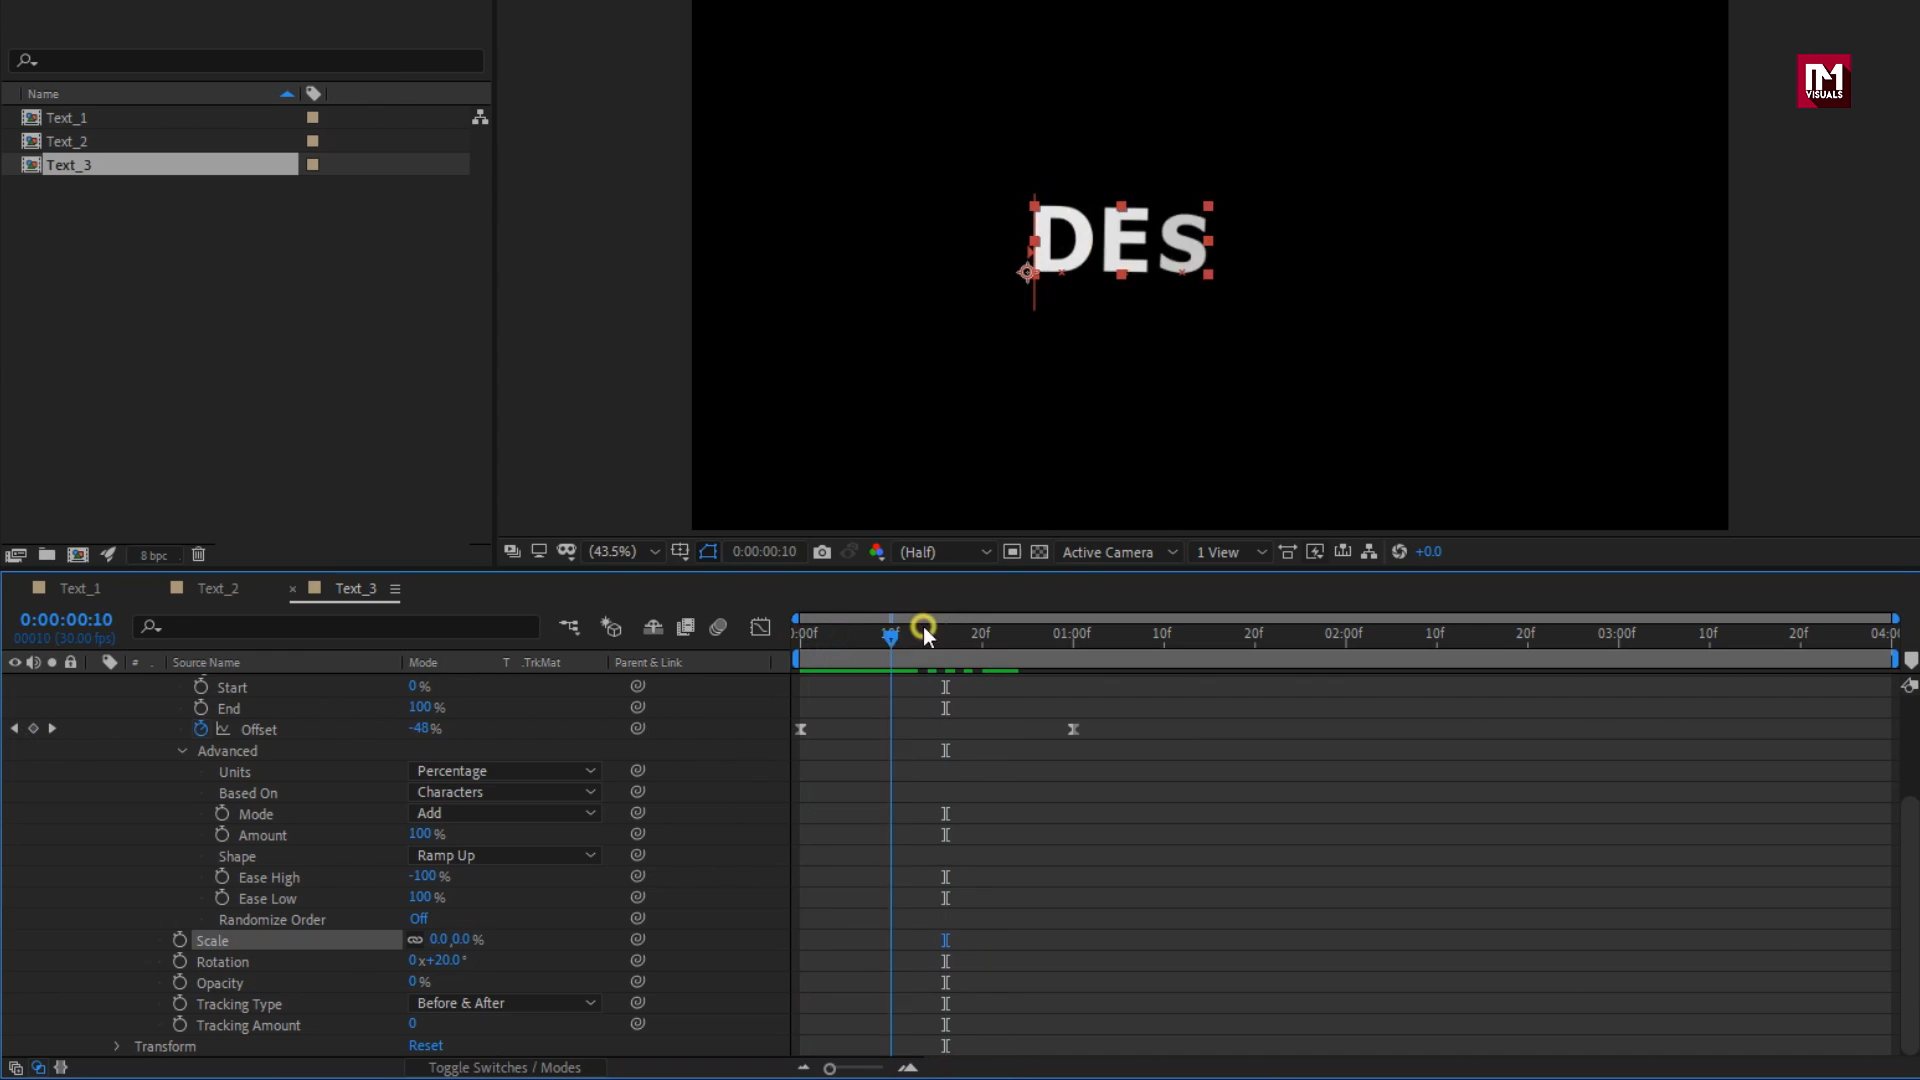 VISUALS
Name
Text_1
Text_2
Text_3
DES
8 bpc
(43.5%)
0:00:00:10
(Half)
Active Camera
1 View
+0.0
Text_1
Text_2
Text_3
0:00:00:10
00010 (30.00 fps)
0:00f 10f 20f 01:00f 10f 20f 02:00f 10f 20f 03:00f 10f 20f 04:00
# Source Name Mode T .TrkMat Parent & Link
Start 0 %
End 100 %
Offset -48 %
Advanced
Units Percentage
Based On Characters
Mode Add
Amount 100 %
Shape Ramp Up
Ease High -100 %
Ease Low 100 %
Randomize Order Off
Scale 0.0,0.0 %
Rotation 0x+20.0°
Opacity 0 %
Tracking Type Before & After
Tracking Amount 0
Transform Reset
Toggle Switches / Modes